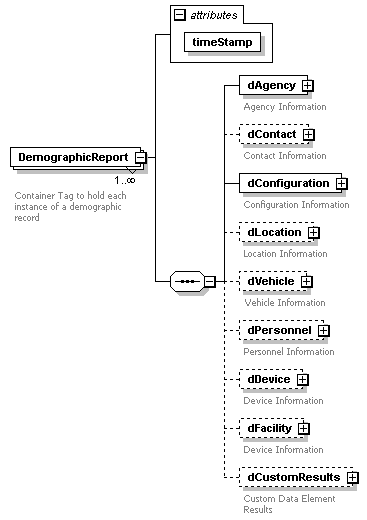 attributes
timeStamp
DemographicReport
1..∞
Container Tag to hold each
instance of a demographic
record
dAgency
Agency Information
dContact
Contact Information
dConfiguration
Configuration Information
dLocation
Location Information
dVehicle
Vehicle Information
dPersonnel
Personnel Information
dDevice
Device Information
dFacility
Device Information
dCustomResults
Custom Data Element
Results